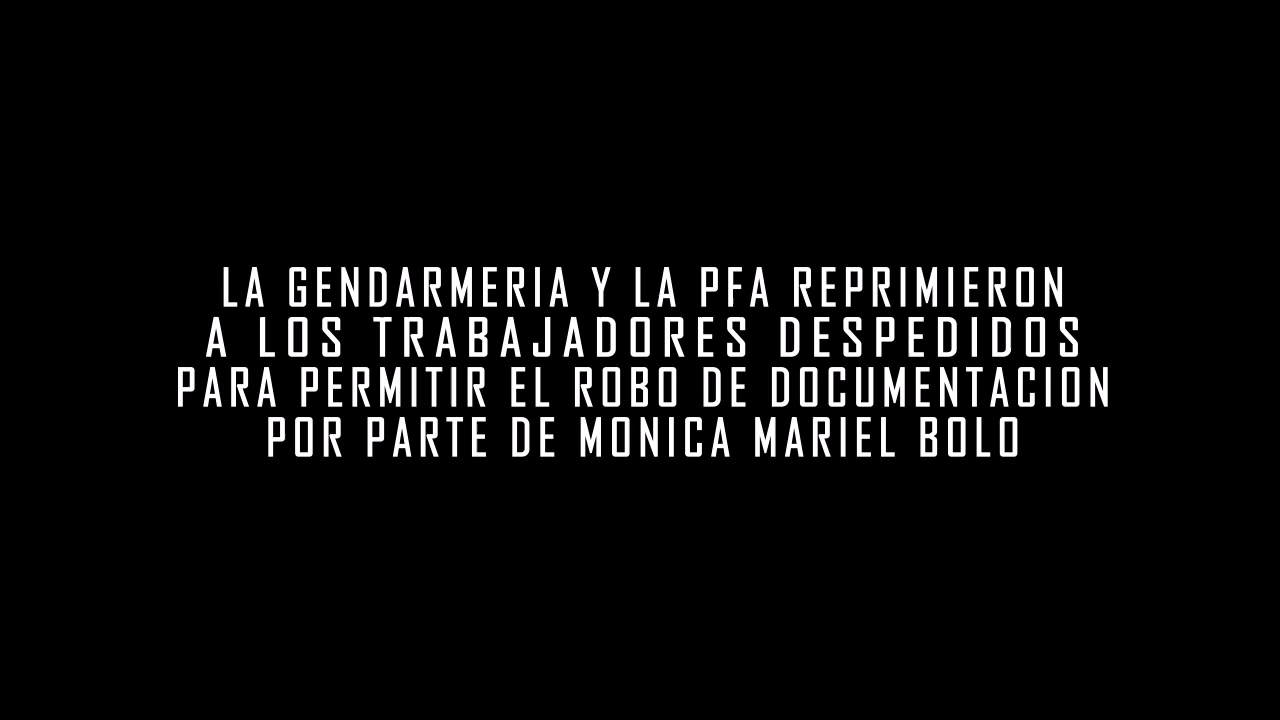 LA GENDARMERIA Y LA PFA REPRIMIERON
A LOS TRABAJADORES DESPEDIDOS
PARA PERMITIR EL ROBO DE DOCUMENTACION
POR PARTE DE MONICA MARIEL BOLO